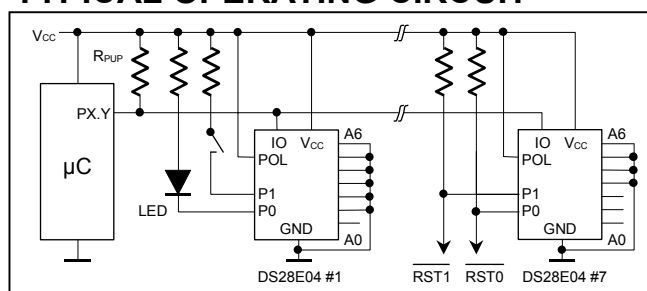 TYPICAL OPERATING CIRCUIT
VCC
RPUP
PX.Y
µC
LED
IO
VCC
A6
POL
P1
P0
GND
A0
DS28E04 #1
RST1
RST0
IO
VCC
A6
POL
P1
P0
GND
A0
DS28E04 #7